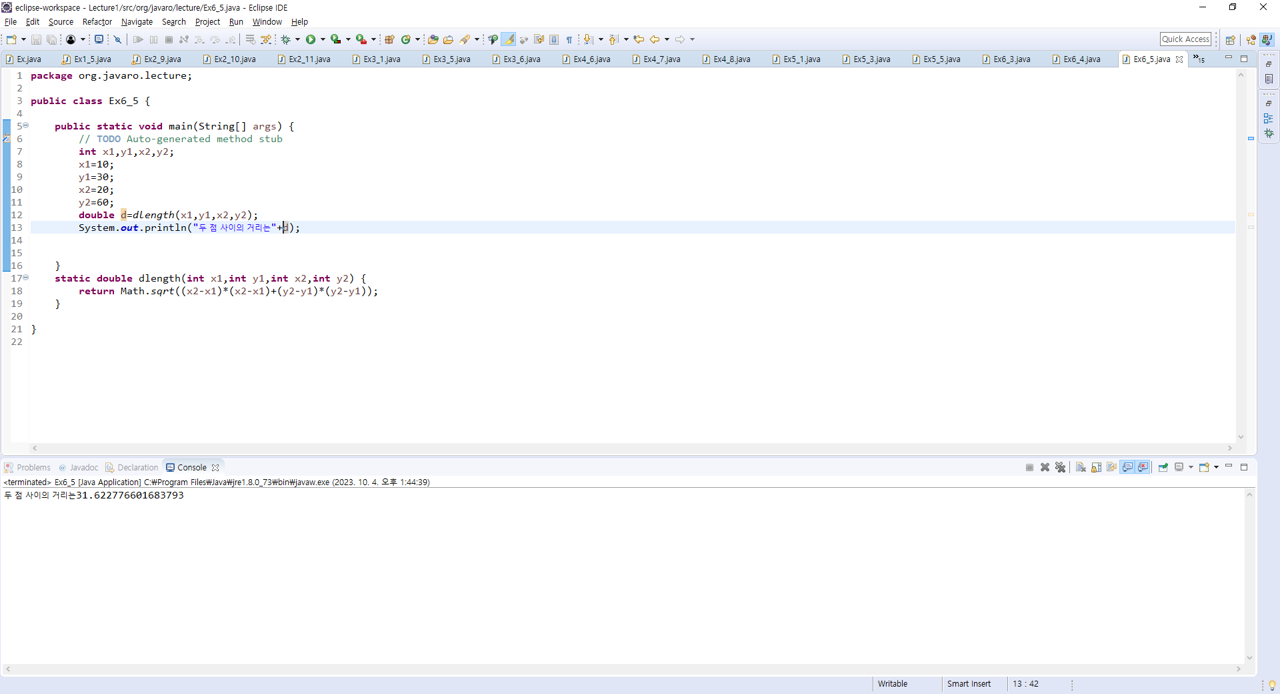 eclipse-workspace - Lecture1/src/org/javaro/lecture/Ex6_5.java - Eclipse IDE
File Edit Source Refactor Navigate Search Project Run Window Help
Quick Access
Ex.java Ex1_5.java Ex2_9.java Ex2_10.java Ex2_11.java Ex3_1.java Ex3_5.java Ex3_6.java Ex4_6.java Ex4_7.java Ex4_8.java Ex5_1.java Ex5_3.java Ex5_5.java Ex6_3.java Ex6_4.java Ex6_5.java »15
1 package org.javaro.lecture;
2
3 public class Ex6_5 {
4
5 public static void main(String[] args) {
6 // TODO Auto-generated method stub
7 int x1,y1,x2,y2;
8 x1=10;
9 y1=30;
10 x2=20;
11 y2=60;
12 double d=dlength(x1,y1,x2,y2);
13 System.out.println("두 점 사이의 거리는"+d);
14
15
16 }
17 static double dlength(int x1,int y1,int x2,int y2) {
18 return Math.sqrt((x2-x1)*(x2-x1)+(y2-y1)*(y2-y1));
19 }
20
21 }
22
Problems @ Javadoc Declaration Console
<terminated> Ex6_5 [Java Application] C:₩Program Files₩Java₩jre1.8.0_73₩bin₩javaw.exe (2023. 10. 4. 오후 1:44:39)
두 점 사이의 거리는31.622776601683793
Writable Smart Insert 13 : 42